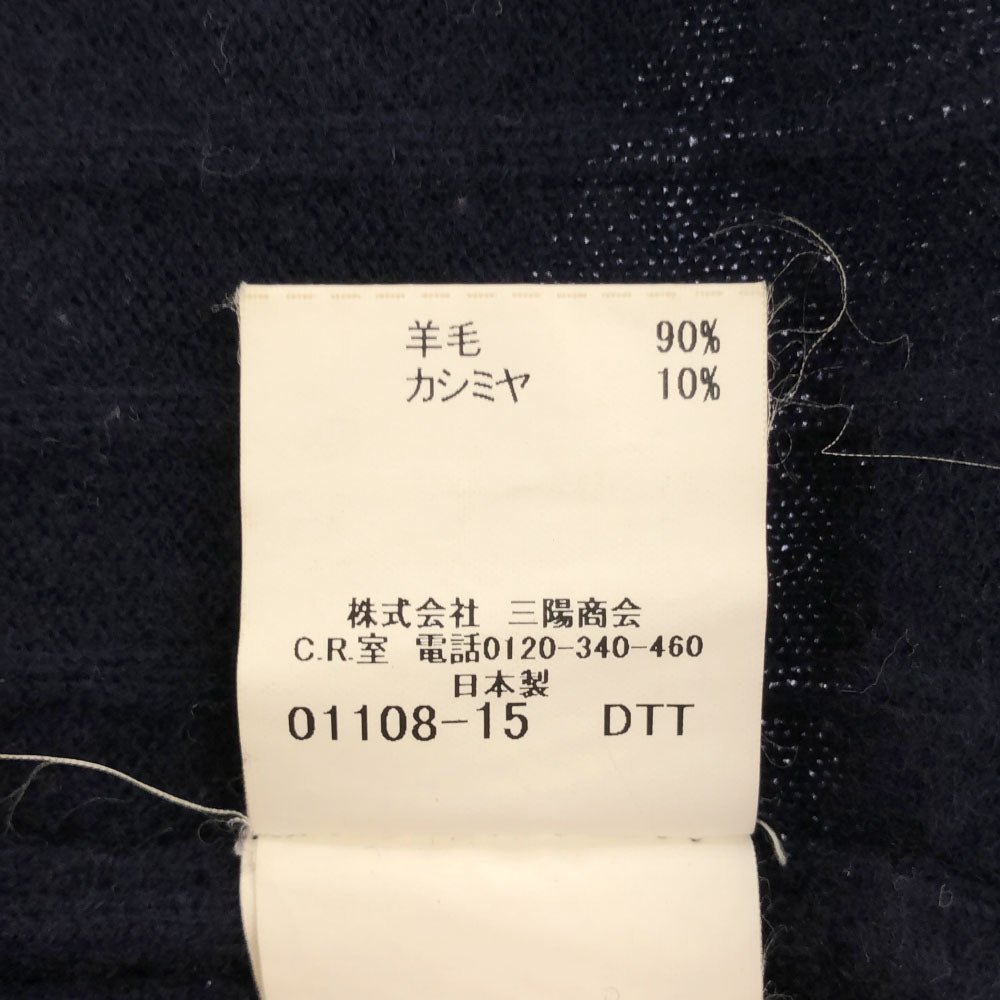 羊毛 90%
カシミヤ 10%
株式会社 三陽商会
C.R.室 電話0120-340-460
日本製
01108-15 DTT